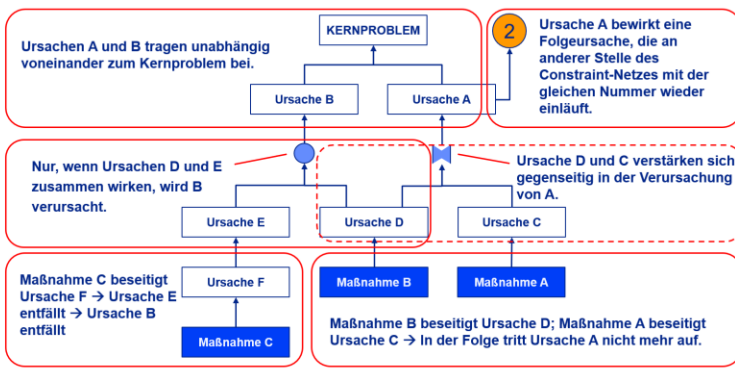 KERNPROBLEM
Ursachen A und B tragen unabhängig
voneinander zum Kernproblem bei.
Ursache B
Ursache A
2
Ursache A bewirkt eine
Folgeursache, die an
anderer Stelle des
Constraint-Netzes mit der
gleichen Nummer wieder
einläuft.
Nur, wenn Ursachen D und E
zusammen wirken, wird B
verursacht.
Ursache D und C verstärken sich
gegenseitig in der Verursachung
von A.
Ursache E
Ursache D
Ursache C
Maßnahme C beseitigt
Ursache F → Ursache E
entfällt → Ursache B
entfällt
Ursache F
Maßnahme C
Maßnahme B
Maßnahme A
Maßnahme B beseitigt Ursache D; Maßnahme A beseitigt
Ursache C → In der Folge tritt Ursache A nicht mehr auf.